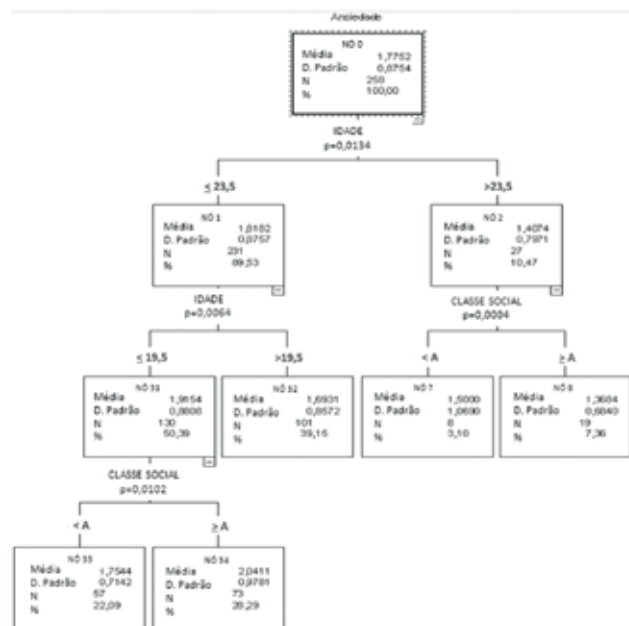 Ansiedade
NÓ 0
Média 1,7752
D. Padrão 0,8754
N 258
% 100,00
IDADE
p=0,0134
≤ 23,5
>23,5
NÓ 1
Média 1,8182
D. Padrão 0,8757
N 231
% 89,53
NÓ 2
Média 1,4074
D. Padrão 0,7971
N 27
% 10,47
IDADE
p=0,0064
CLASSE SOCIAL
p=0,0004
≤ 19,5
>19,5
< A
≥ A
NÓ 31
Média 1,9154
D. Padrão 0,8808
N 130
% 50,39
NÓ 32
Média 1,6931
D. Padrão 0,8572
N 101
% 39,15
NÓ 7
Média 1,5000
D. Padrão 1,0690
N 8
% 3,10
NÓ 8
Média 1,3684
D. Padrão 0,6840
N 19
% 7,36
CLASSE SOCIAL
p=0,0102
< A
≥ A
NÓ 33
Média 1,7544
D. Padrão 0,7142
N 57
% 22,09
NÓ 34
Média 2,0411
D. Padrão 0,9781
N 73
% 28,29